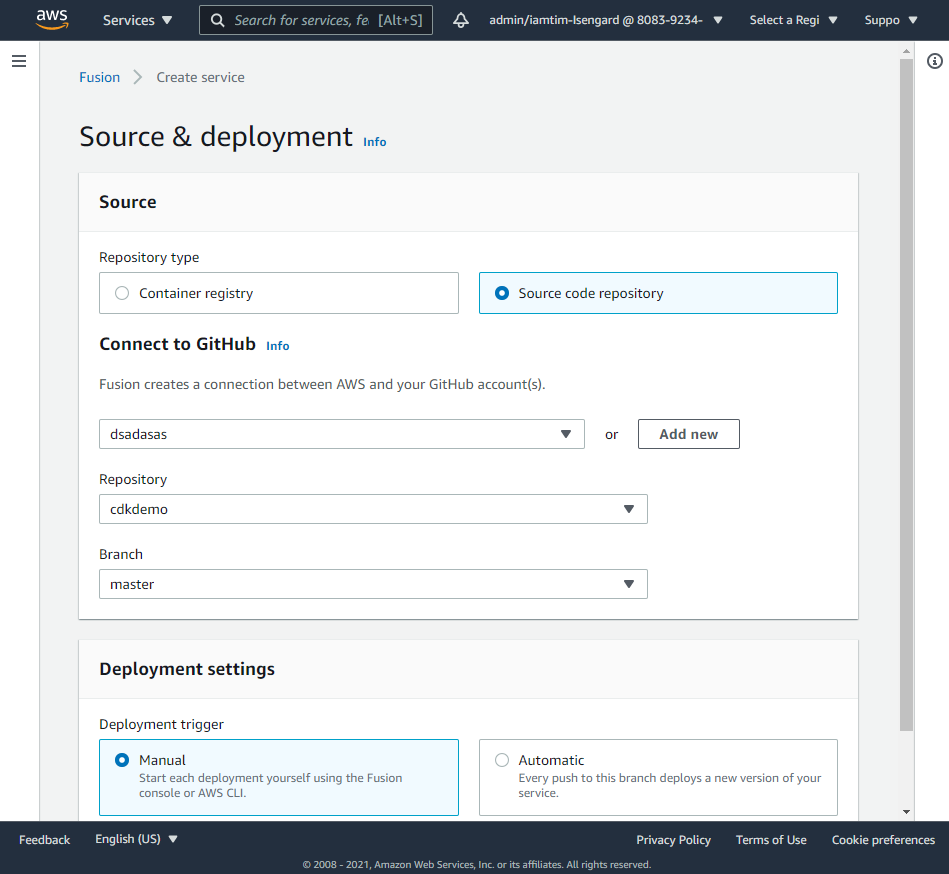 aws
Services
Search for services, fe [Alt+S]
admin/iamtim-Isengard @ 8083-9234-
Select a Regi
Suppo
Fusion
Create service
Source & deployment Info
Source
Repository type
Container registry
Source code repository
Connect to GitHub Info
Fusion creates a connection between AWS and your GitHub account(s).
dsadasas
or
Add new
Repository
cdkdemo
Branch
master
Deployment settings
Deployment trigger
Manual
Start each deployment yourself using the Fusion
console or AWS CLI.
Automatic
Every push to this branch deploys a new version of your
service.
Feedback
English (US)
Privacy Policy
Terms of Use
Cookie preferences
© 2008 - 2021, Amazon Web Services, Inc. or its affiliates. All rights reserved.